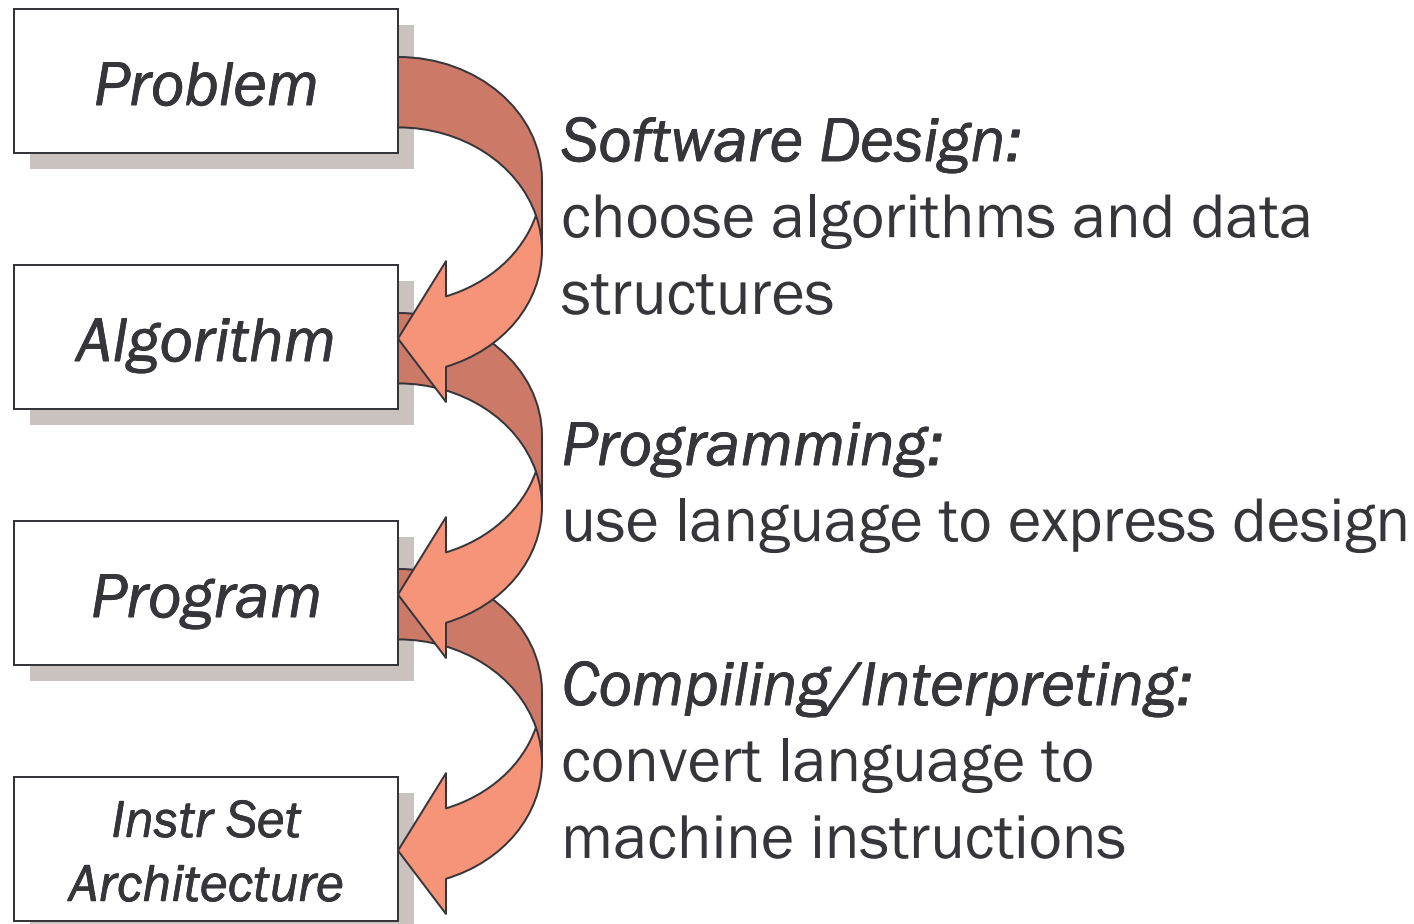 Problem
Software Design:
choose algorithms and data
structures
Algorithm
Programming:
use language to express design
Program
Compiling/Interpreting:
convert language to
machine instructions
Instr Set
Architecture